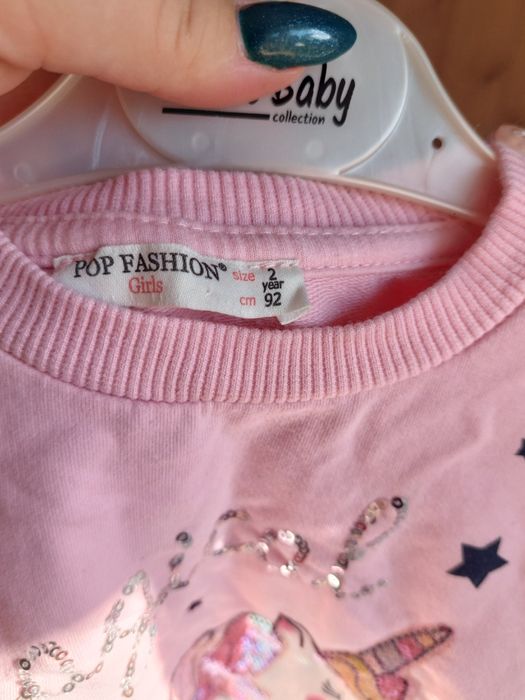 Baby
collection
POP FASHION®
Girls
size 2 year
cm 92